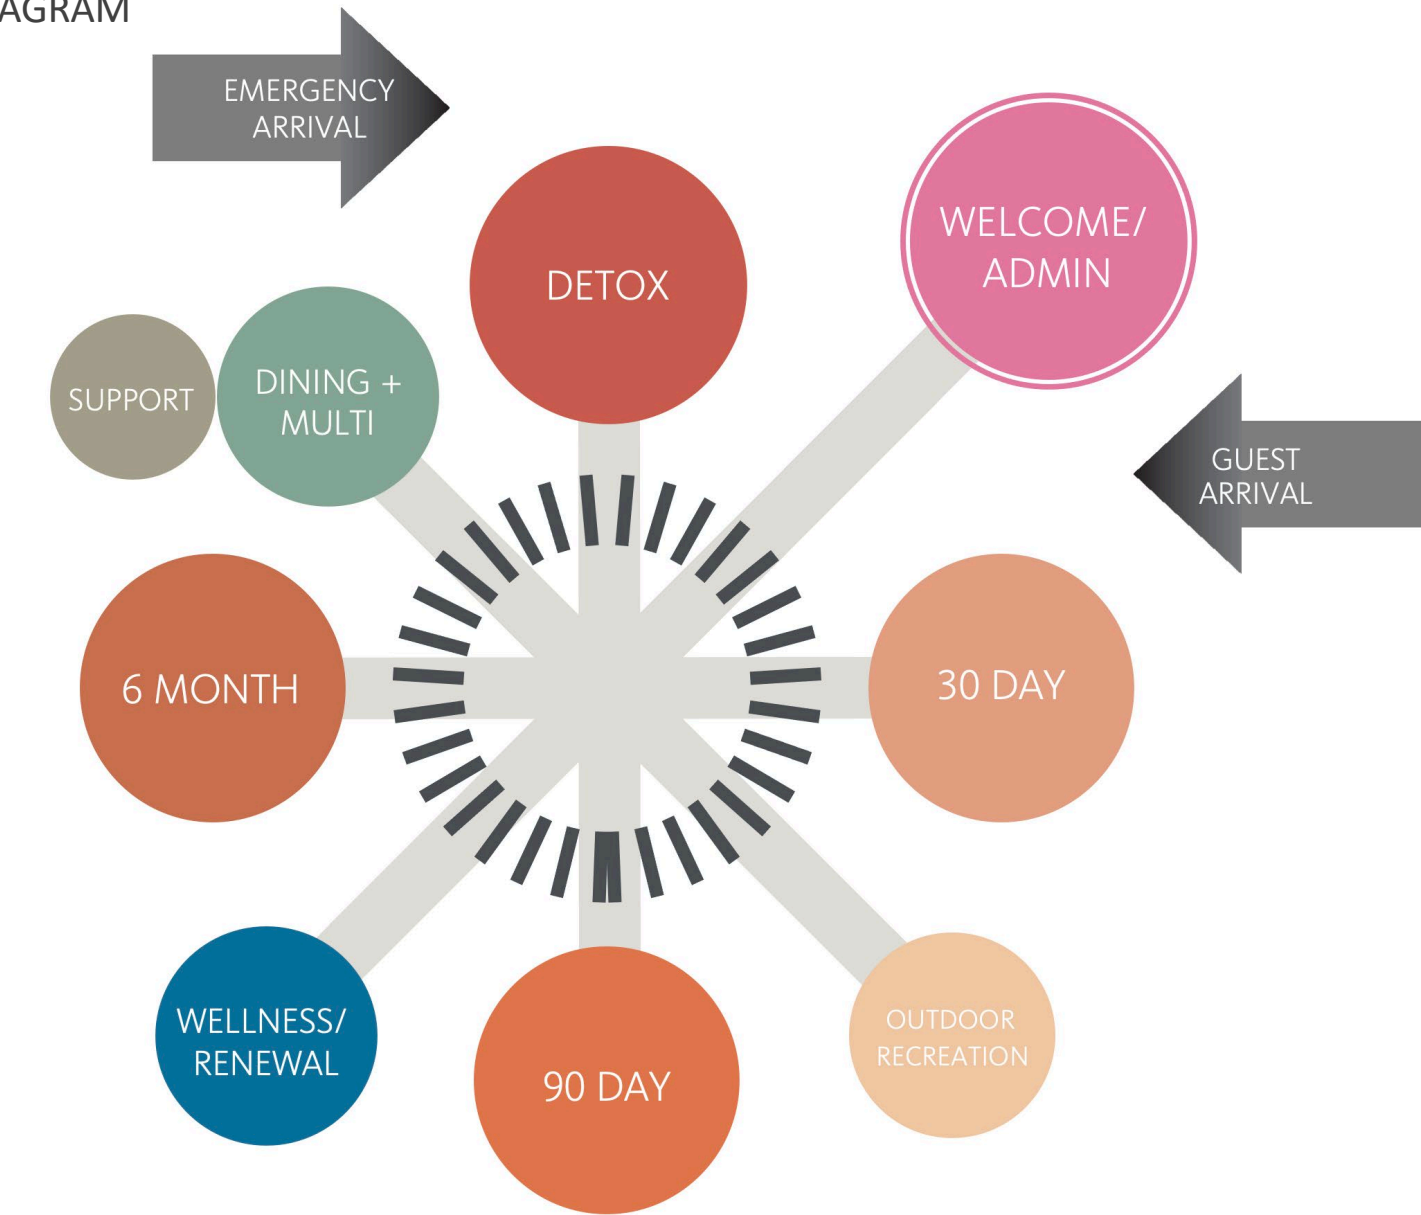 AGRAM
EMERGENCY
ARRIVAL
WELCOME/
ADMIN
DETOX
DINING +
MULTI
SUPPORT
GUEST
ARRIVAL
6 MONTH
30 DAY
WELLNESS/
RENEWAL
OUTDOOR
RECREATION
90 DAY